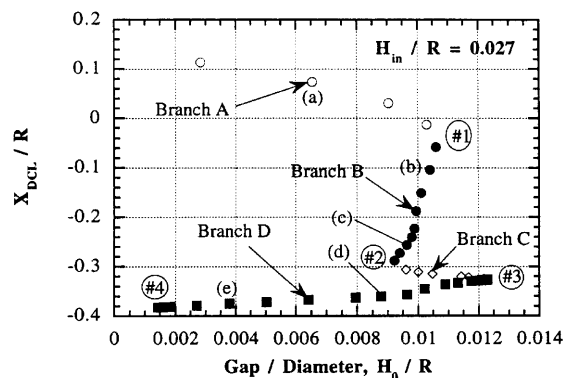 0.2
H_in / R = 0.027
0.1
(a)
Branch A
0
#1
X_DCL / R
-0.1
(b)
Branch B
-0.2
(c)
Branch D
Branch C
(d)
#2
-0.3
#4
(e)
#3
-0.4
0 0.002 0.004 0.006 0.008 0.01 0.012 0.014
Gap / Diameter, H_0 / R